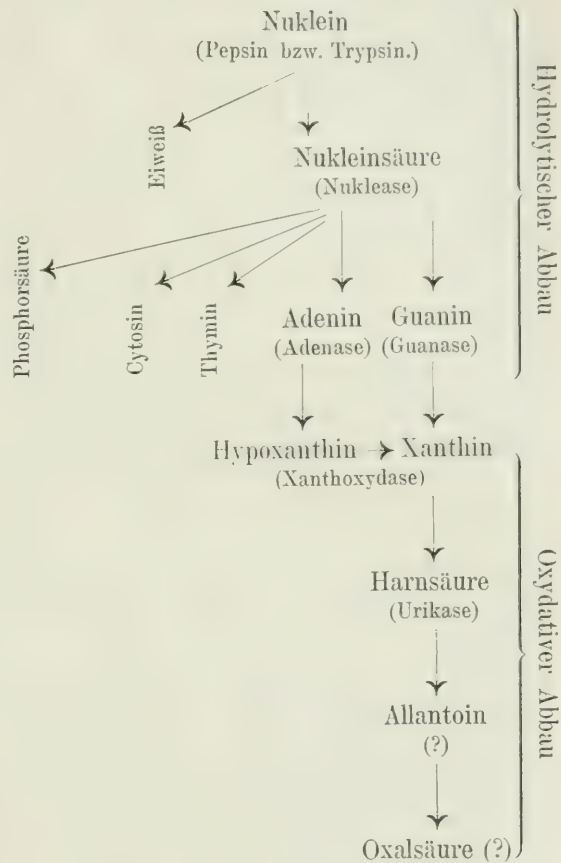 Nuklein
(Pepsin bzw. Trypsin.)
Eiweiß
Nukleinsäure
(Nuklease)
Hydrolytischer Abbau
Phosphorsäure
Cytosin
Thymin
Adenin Guanin
(Adenase) (Guanase)
Hypoxanthin → Xanthin
(Xanthoxydase)
Harnsäure
(Urikase)
Oxydativer Abbau
Allantoin
(?)
Oxalsäure (?)